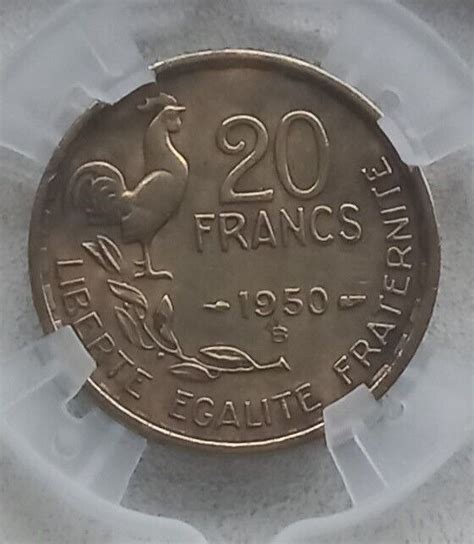 20
FRANCS
1950
B
LIBERTE EGALITE FRATERNITE